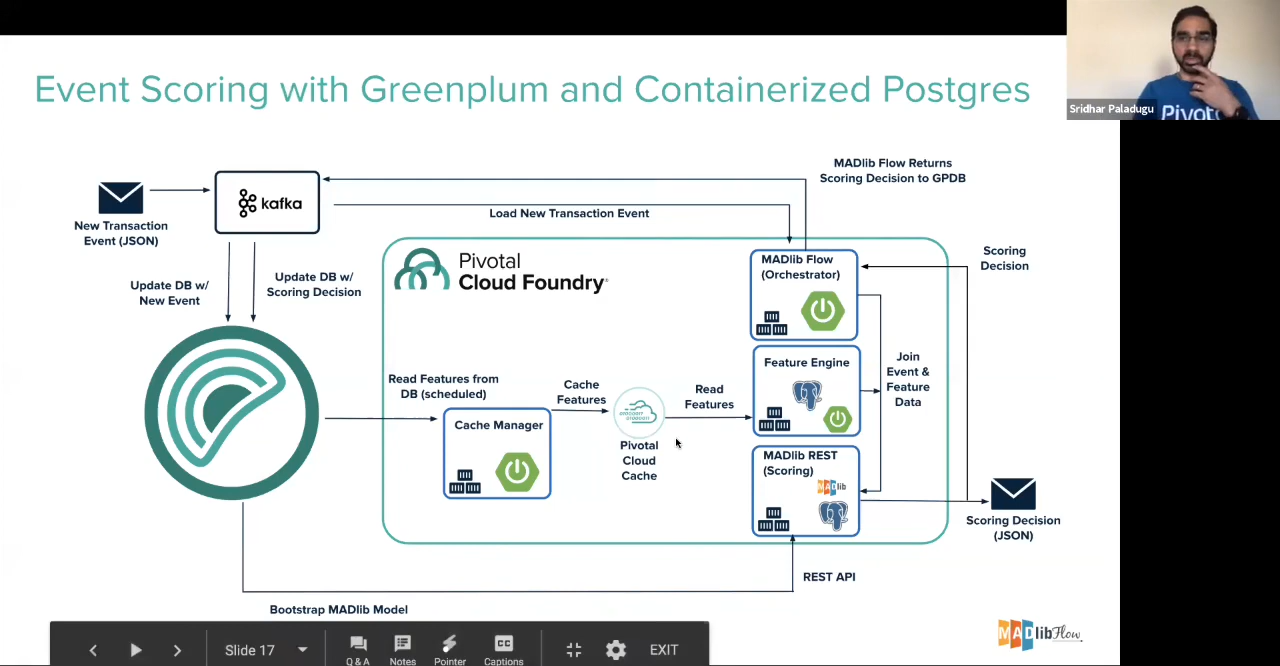 Event Scoring with Greenplum and Containerized Postgres
Sridhar Paladugu
Pivot
New Transaction
Event (JSON)
kafka
MADlib Flow Returns
Scoring Decision to GPDB
Load New Transaction Event
Update DB w/
New Event
Update DB w/
Scoring Decision
Pivotal
Cloud Foundry
MADlib Flow
(Orchestrator)
Scoring
Decision
Read Features from
DB (scheduled)
Cache Manager
Cache
Features
Pivotal
Cloud
Cache
Read
Features
Feature Engine
Join
Event &
Feature
Data
MADlib REST
(Scoring)
MADlib
Scoring Decision
(JSON)
REST API
Bootstrap MADlib Model
MADlibFlow
Slide 17
Q & A
Notes
Pointer
CC
Captions
EXIT